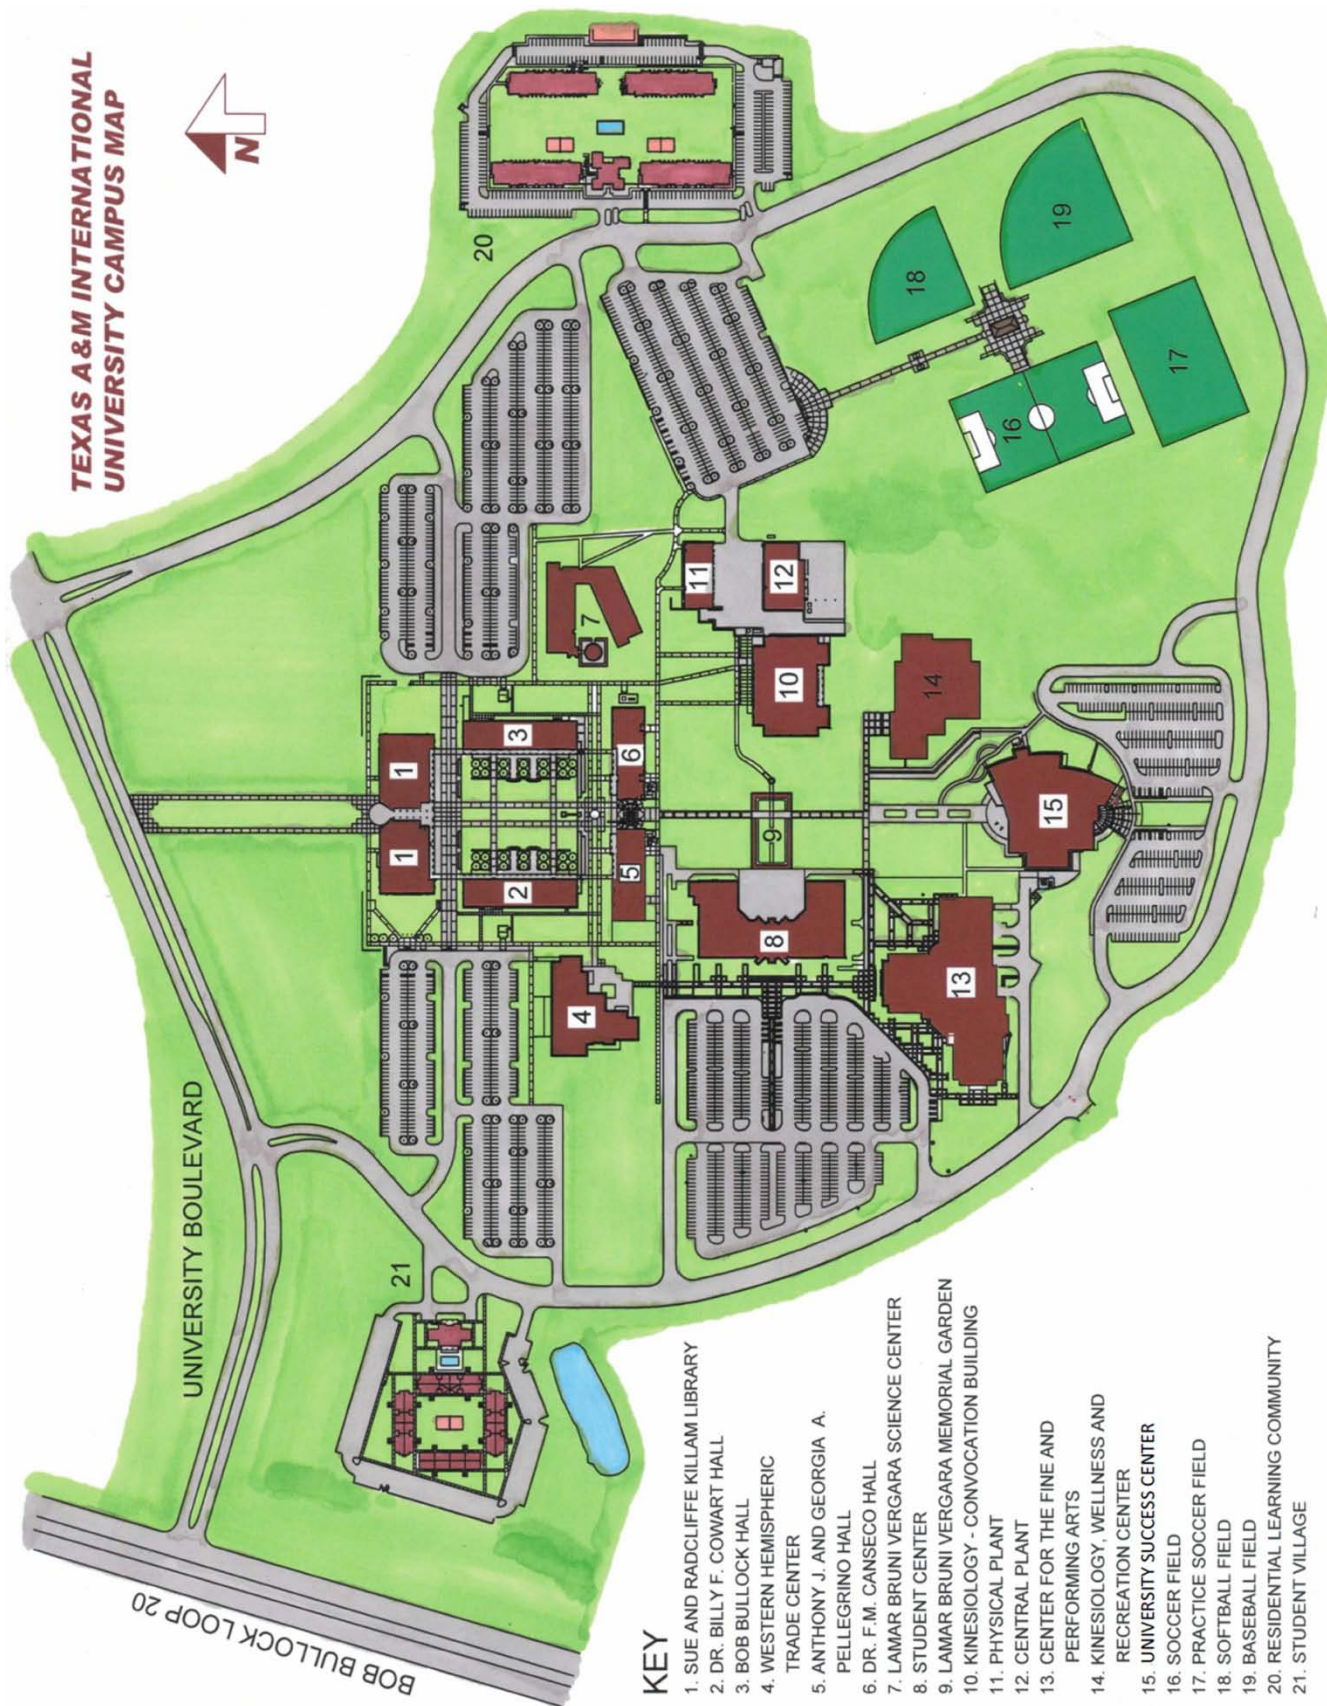 TEXAS A&M INTERNATIONAL
UNIVERSITY CAMPUS MAP
N
20
19
18
17
16
7
11
12
10
14
3
1
6
15
1
9
2
5
8
4
13
UNIVERSITY BOULEVARD
21
BOB BULLOCK LOOP 20
KEY
1. SUE AND RADCLIFFE KILLAM LIBRARY
2. DR. BILLY F. COWART HALL
3. BOB BULLOCK HALL
4. WESTERN HEMISPHERIC
TRADE CENTER
5. ANTHONY J. AND GEORGIA A.
PELLEGRINO HALL
6. DR. F.M. CANSECO HALL
7. LAMAR BRUNI VERGARA SCIENCE CENTER
8. STUDENT CENTER
9. LAMAR BRUNI VERGARA MEMORIAL GARDEN
10. KINESIOLOGY - CONVOCATION BUILDING
11. PHYSICAL PLANT
12. CENTRAL PLANT
13. CENTER FOR THE FINE AND
PERFORMING ARTS
14. KINESIOLOGY, WELLNESS AND
RECREATION CENTER
15. UNIVERSITY SUCCESS CENTER
16. SOCCER FIELD
17. PRACTICE SOCCER FIELD
18. SOFTBALL FIELD
19. BASEBALL FIELD
20. RESIDENTIAL LEARNING COMMUNITY
21. STUDENT VILLAGE